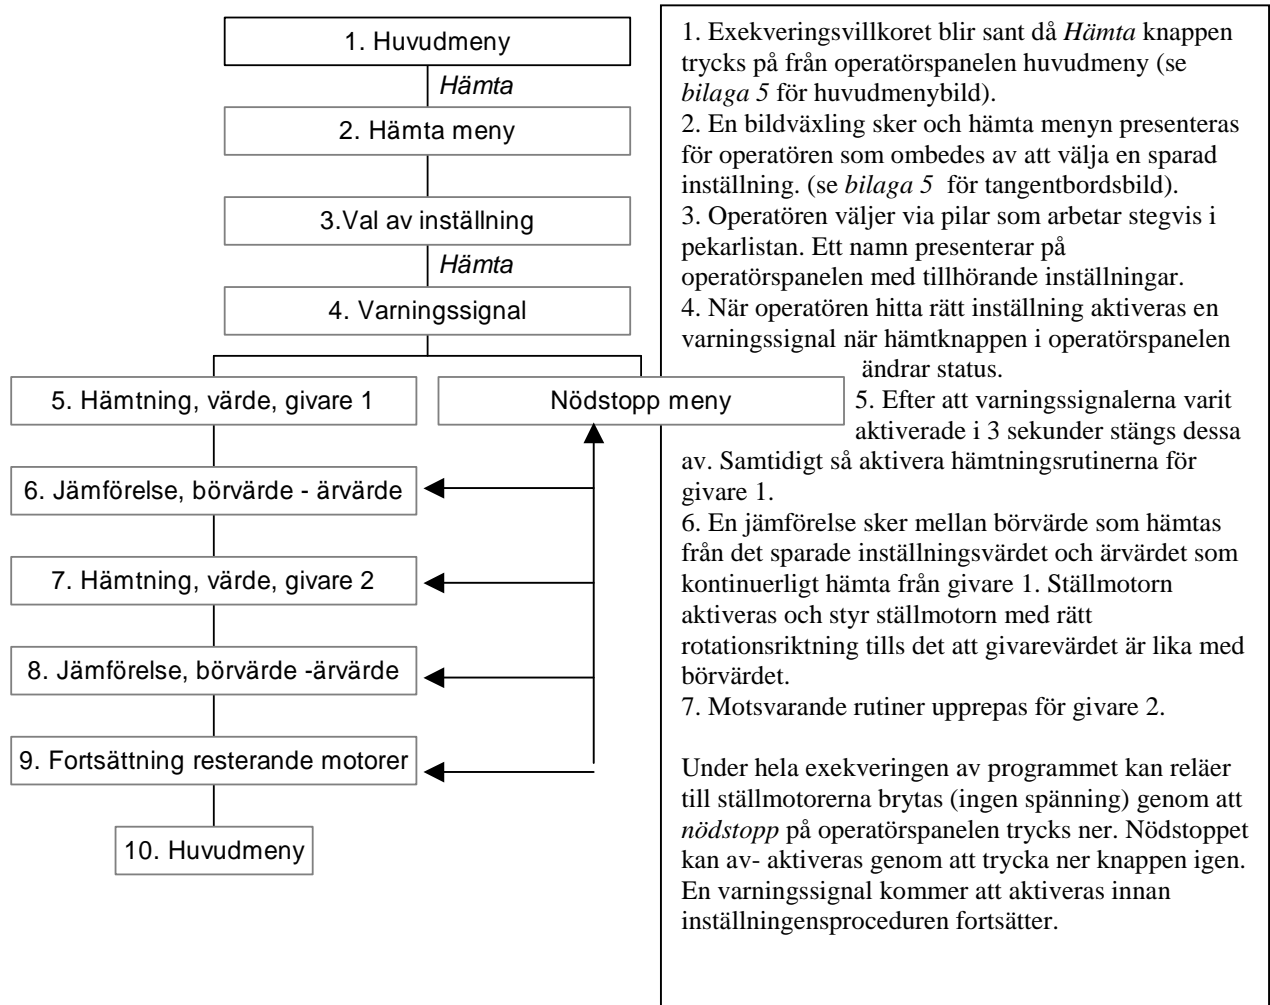 1. Huvudmeny
Hämta
2. Hämta meny
3.Val av inställning
Hämta
4. Varningssignal
5. Hämtning, värde, givare 1
Nödstopp meny
6. Jämförelse, börvärde - ärvärde
7. Hämtning, värde, givare 2
8. Jämförelse, börvärde -ärvärde
9. Fortsättning resterande motorer
10. Huvudmeny
1. Exekveringsvillkoret blir sant då Hämta knappen
trycks på från operatörspanelen huvudmeny (se
bilaga 5 för huvudmenybild).
2. En bildväxling sker och hämta menyn presenteras
för operatören som ombedes av att välja en sparad
inställning. (se bilaga 5 för tangentbordsbild).
3. Operatören väljer via pilar som arbetar stegvis i
pekarlistan. Ett namn presenterar på
operatörspanelen med tillhörande inställningar.
4. När operatören hitta rätt inställning aktiveras en
varningssignal när hämtknappen i operatörspanelen
ändrar status.
5. Efter att varningssignalerna varit
aktiverade i 3 sekunder stängs dessa
av. Samtidigt så aktivera hämtningsrutinerna för
givare 1.
6. En jämförelse sker mellan börvärde som hämtas
från det sparade inställningsvärdet och ärvärdet som
kontinuerligt hämta från givare 1. Ställmotorn
aktiveras och styr ställmotorn med rätt
rotationsriktning tills det att givarevärdet är lika med
börvärdet.
7. Motsvarande rutiner upprepas för givare 2.
Under hela exekveringen av programmet kan reläer
till ställmotorerna brytas (ingen spänning) genom att
nödstopp på operatörspanelen trycks ner. Nödstoppet
kan av- aktiveras genom att trycka ner knappen igen.
En varningssignal kommer att aktiveras innan
inställningensproceduren fortsätter.